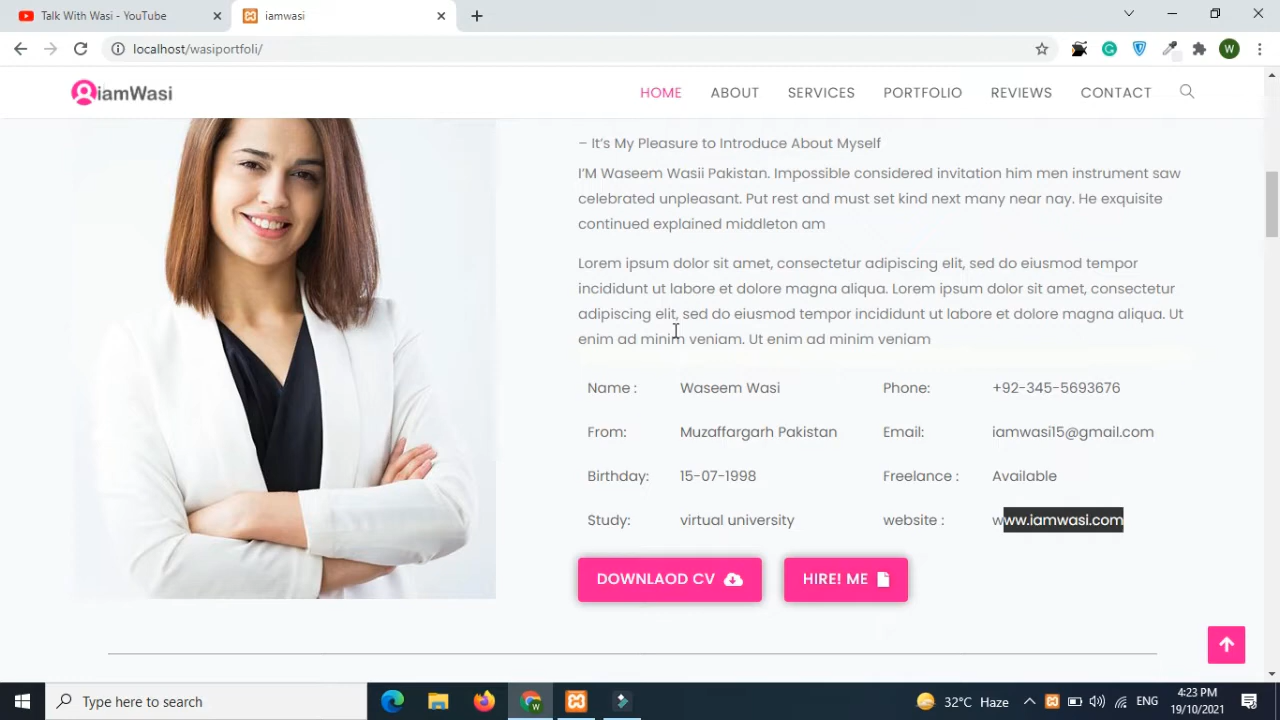 Talk With Wasi - YouTube
iamwasi
localhost/wasiportfoli/
W
iamWasi
HOME ABOUT SERVICES PORTFOLIO REVIEWS CONTACT
– It's My Pleasure to Introduce About Myself
I'M Waseem Wasii Pakistan. Impossible considered invitation him men instrument saw
celebrated unpleasant. Put rest and must set kind next many near nay. He exquisite
continued explained middleton am
Lorem ipsum dolor sit amet, consectetur adipiscing elit, sed do eiusmod tempor
incididunt ut labore et dolore magna aliqua. Lorem ipsum dolor sit amet, consectetur
adipiscing elit, sed do eiusmod tempor incididunt ut labore et dolore magna aliqua. Ut
enim ad minim veniam. Ut enim ad minim veniam
Name : Waseem Wasi Phone: +92-345-5693676
From: Muzaffargarh Pakistan Email: iamwasi15@gmail.com
Birthday: 15-07-1998 Freelance : Available
Study: virtual university website : www.iamwasi.com
DOWNLAOD CV HIRE! ME
Type here to search
32°C Haze
ENG
4:23 PM
19/10/2021